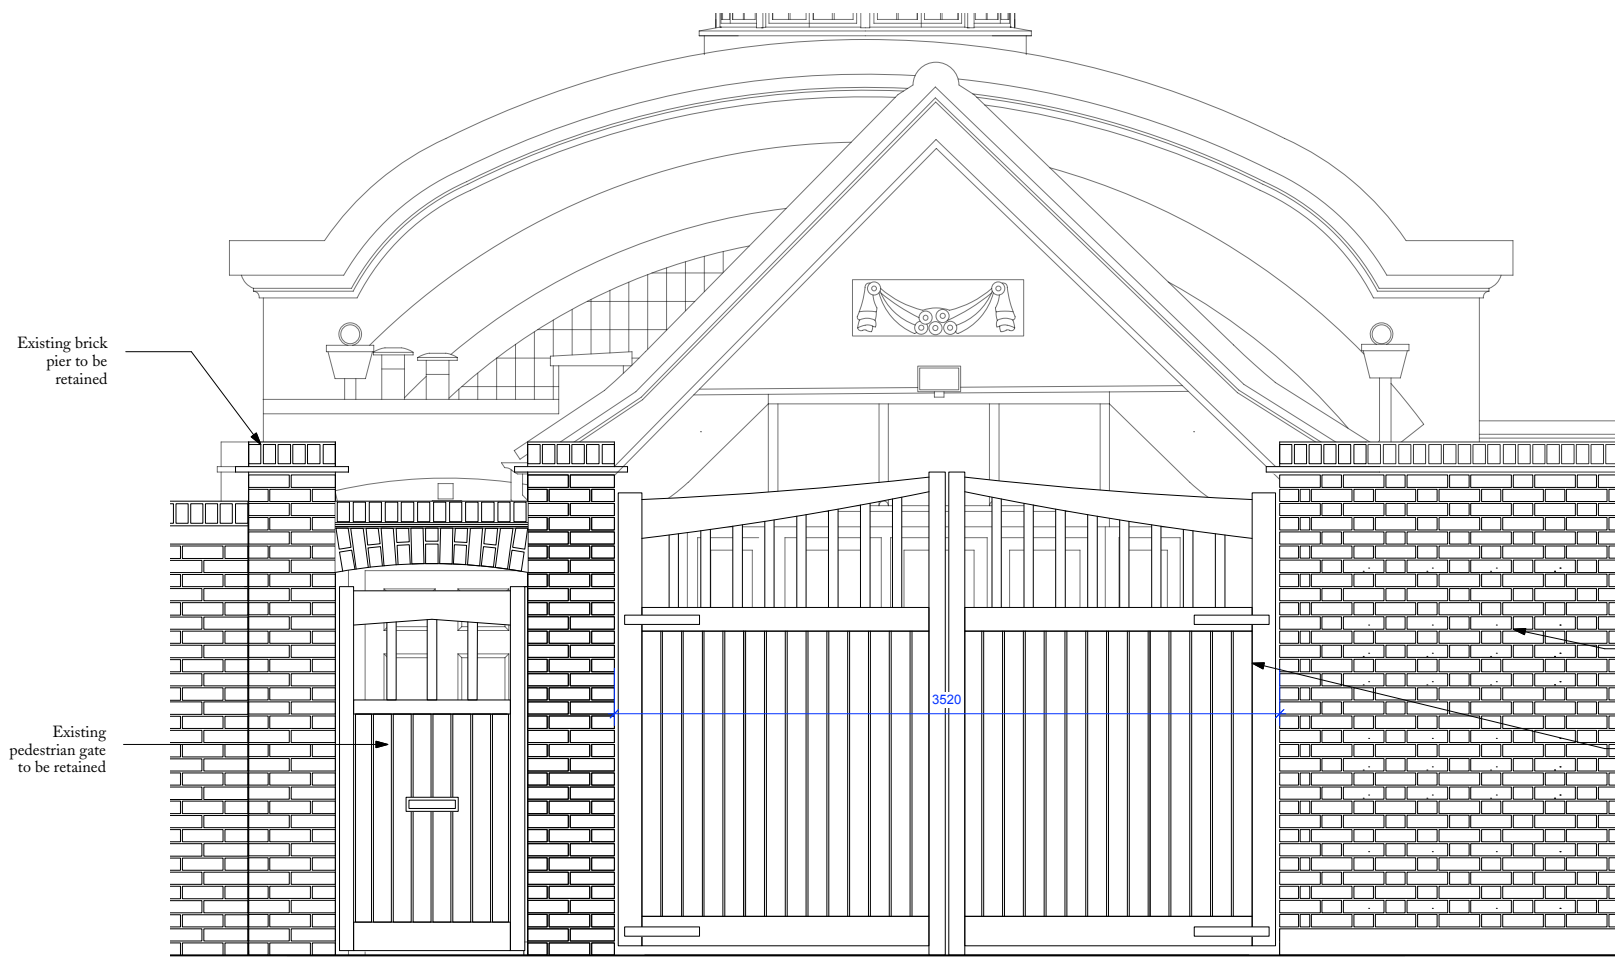 Existing brick
pier to be
retained
3520
Existing
pedestrian gate
to be retained